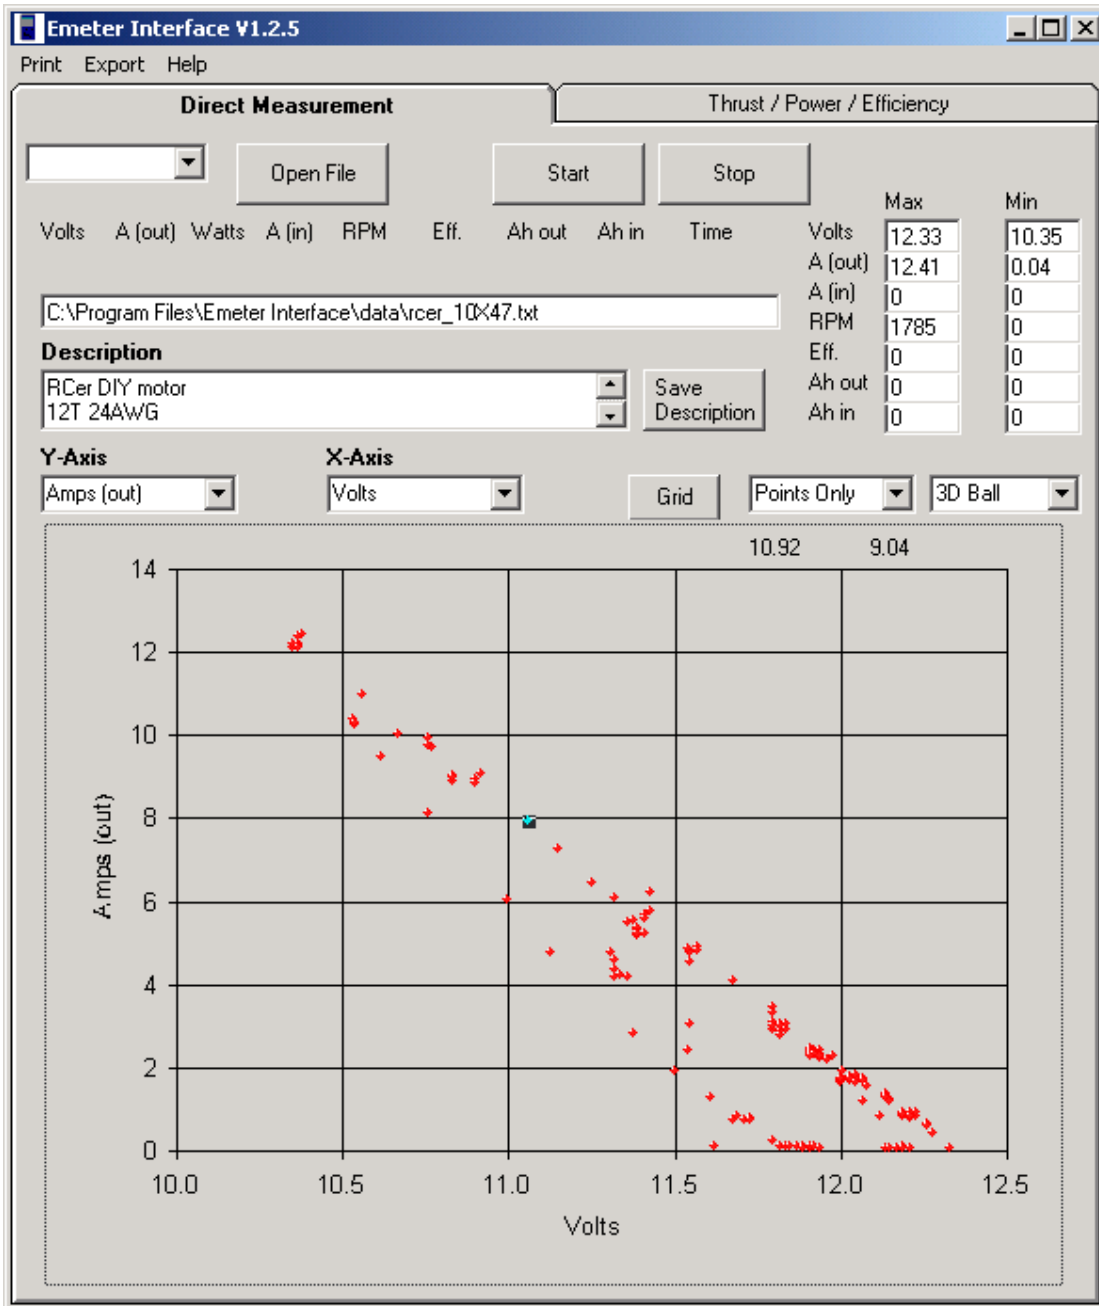 Emeter Interface V1.2.5
Print Export Help
Direct Measurement Thrust / Power / Efficiency
Open File Start Stop
Max Min
Volts A (out) Watts A (in) RPM Eff. Ah out Ah in Time
Volts 12.33 10.35
A (out) 12.41 0.04
A (in) 0 0
RPM 1785 0
Eff. 0 0
Ah out 0 0
Ah in 0 0
C:\Program Files\Emeter Interface\data\rcer_10X47.txt
Description
RCer DIY motor
12T 24AWG
Save
Description
Y-Axis X-Axis
Amps (out) Volts Grid Points Only 3D Ball
10.92 9.04
14
12
10
8
6
4
2
0
Amps (out)
10.0 10.5 11.0 11.5 12.0 12.5
Volts